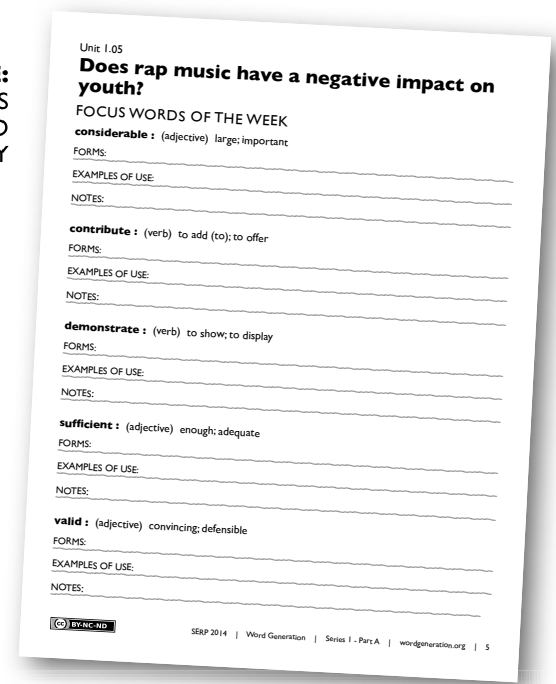 E:
S
D
Y
Unit 1.05
Does rap music have a negative impact on
youth?
FOCUS WORDS OF THE WEEK
considerable : (adjective) large; important
FORMS:
EXAMPLES OF USE:
NOTES:
contribute : (verb) to add (to); to offer
FORMS:
EXAMPLES OF USE:
NOTES:
demonstrate : (verb) to show; to display
FORMS:
EXAMPLES OF USE:
NOTES:
sufficient : (adjective) enough; adequate
FORMS:
EXAMPLES OF USE:
NOTES:
valid : (adjective) convincing; defensible
FORMS:
EXAMPLES OF USE:
NOTES:
cc BY-NC-ND
SERP 2014 | Word Generation | Series 1 - Part A | wordgeneration.org | 5